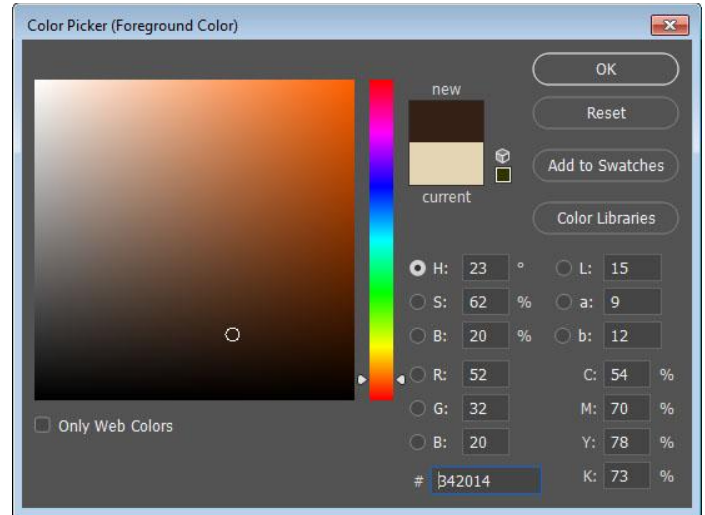 Color Picker (Foreground Color)
new
current
OK
Reset
Add to Swatches
Color Libraries
H: 23 °
S: 62 %
B: 20 %
R: 52
G: 32
B: 20
# 342014
L: 15
a: 9
b: 12
C: 54 %
M: 70 %
Y: 78 %
K: 73 %
Only Web Colors